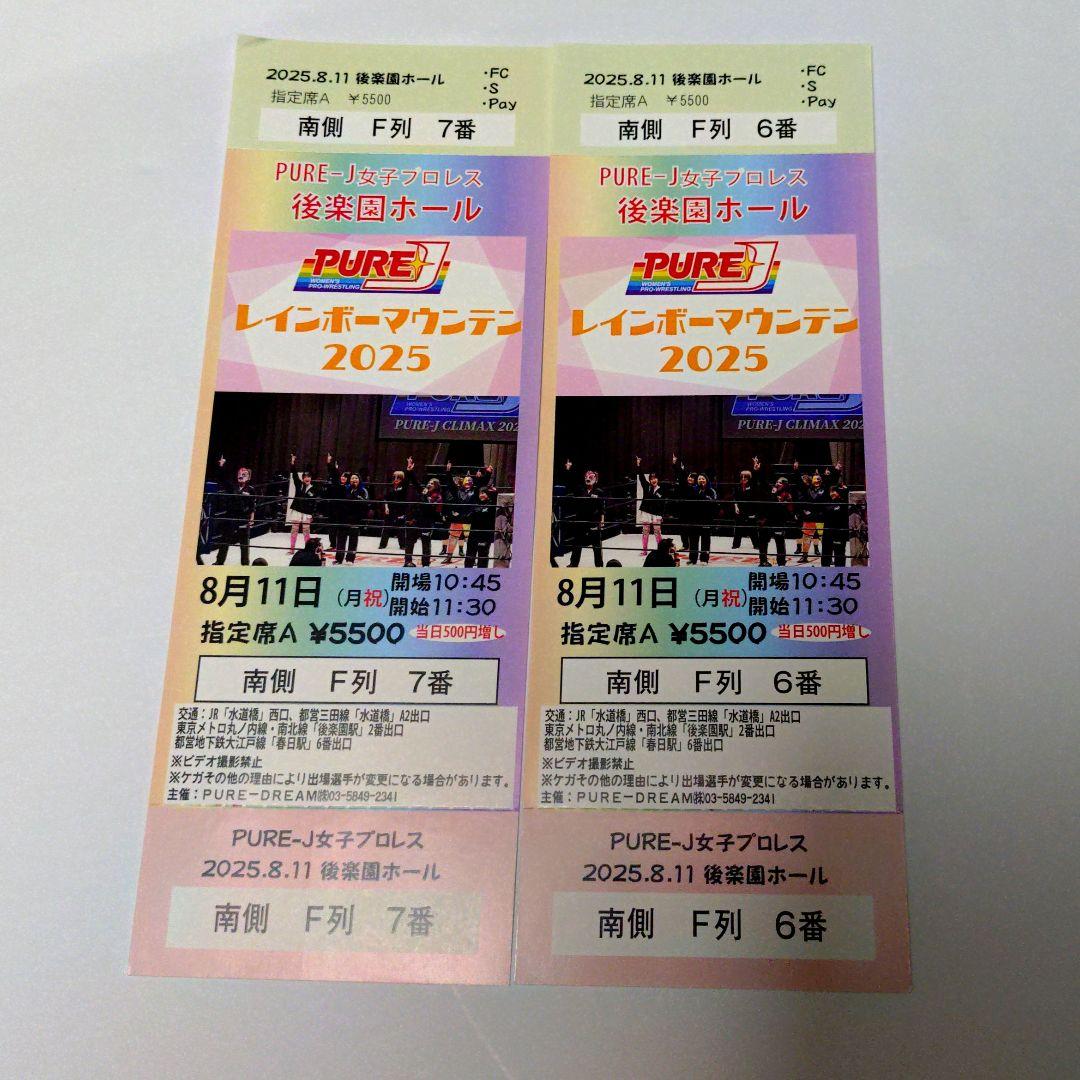 2025.8.11 後楽園ホール
指定席A ¥5500
・FC
・S
・Pay
南側 F列 7番
PURE-J女子プロレス
後楽園ホール
PURE-J
WOMEN'S
PRO-WRESTLING
レインボーマウンテン
2025
WOMEN'S
PRO-WRESTLING
PURE-J CLIMAX 202
8月11日(月祝)
開場10:45
開始11:30
指定席A ¥5500 当日500円増し
南側 F列 7番
交通:JR「水道橋」西口、都営三田線「水道橋」A2出口
東京メトロ丸ノ内線・南北線「後楽園駅」2番出口
都営地下鉄大江戸線「春日駅」6番出口
※ビデオ撮影禁止
※ケガその他の理由により出場選手が変更になる場合があります。
主催:PURE-DREAM㈱03-5849-2341
PURE-J女子プロレス
2025.8.11 後楽園ホール
南側 F列 7番
2025.8.11 後楽園ホール
指定席A ¥5500
・FC
・S
・Pay
南側 F列 6番
PURE-J女子プロレス
後楽園ホール
PURE-J
WOMEN'S
PRO-WRESTLING
レインボーマウンテン
2025
WOMEN'S
PRO-WRESTLING
PURE-J CLIMAX 202
8月11日(月祝)
開場10:45
開始11:30
指定席A ¥5500 当日500円増し
南側 F列 6番
交通:JR「水道橋」西口、都営三田線「水道橋」A2出口
東京メトロ丸ノ内線・南北線「後楽園駅」2番出口
都営地下鉄大江戸線「春日駅」6番出口
※ビデオ撮影禁止
※ケガその他の理由により出場選手が変更になる場合があります。
主催:PURE-DREAM㈱03-5849-2341
PURE-J女子プロレス
2025.8.11 後楽園ホール
南側 F列 6番